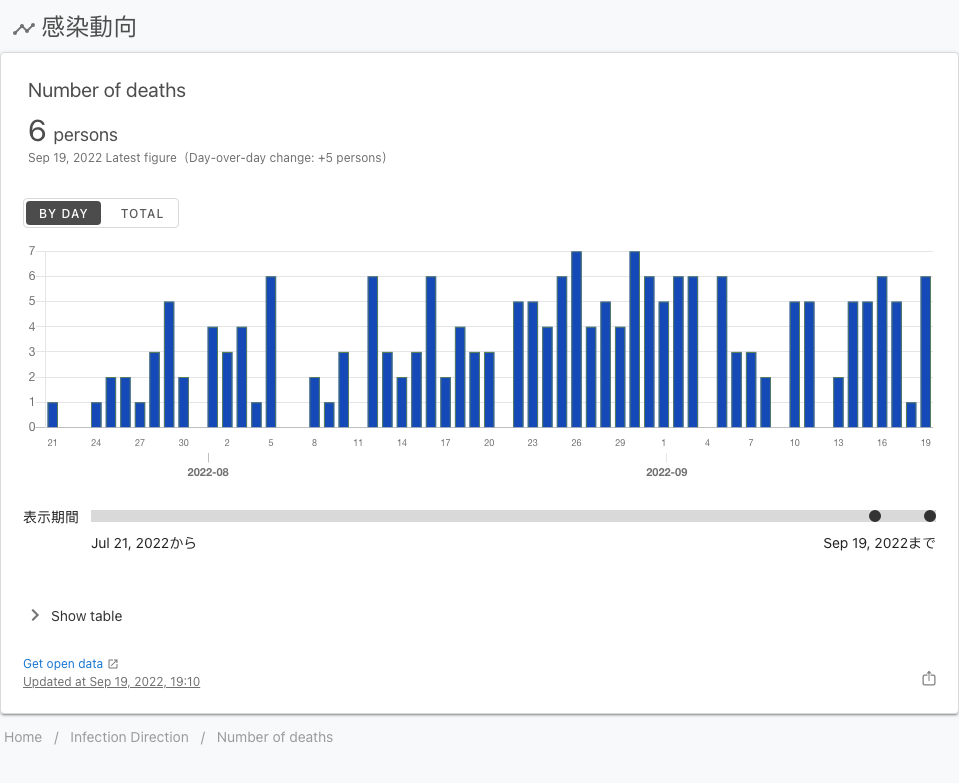 感染動向
Number of deaths
6 persons
Sep 19, 2022 Latest figure (Day-over-day change: +5 persons)
BY DAY TOTAL
7
6
5
4
3
2
1
0
21 24 27 30 2 5 8 11 14 17 20 23 26 29 1 4 7 10 13 16 19
2022-08 2022-09
表示期間
Jul 21, 2022から Sep 19, 2022まで
Show table
Get open data
Updated at Sep 19, 2022, 19:10
Home / Infection Direction / Number of deaths